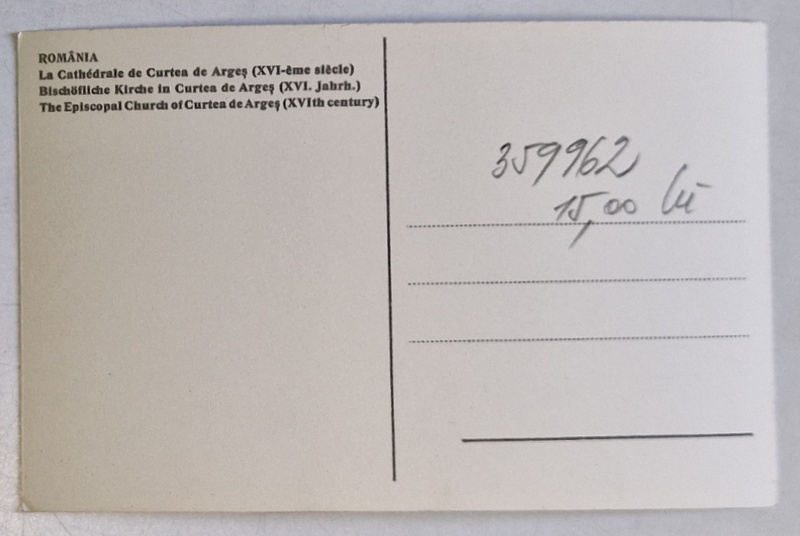 ROMÂNIA
La Cathédrale de Curtea de Argeş (XVI-ème siècle)
Bischöfliche Kirche in Curtea de Argeş (XVI. Jahrh.)
The Episcopal Church of Curtea de Argeş (XVIth century)
359962
15,00 lei